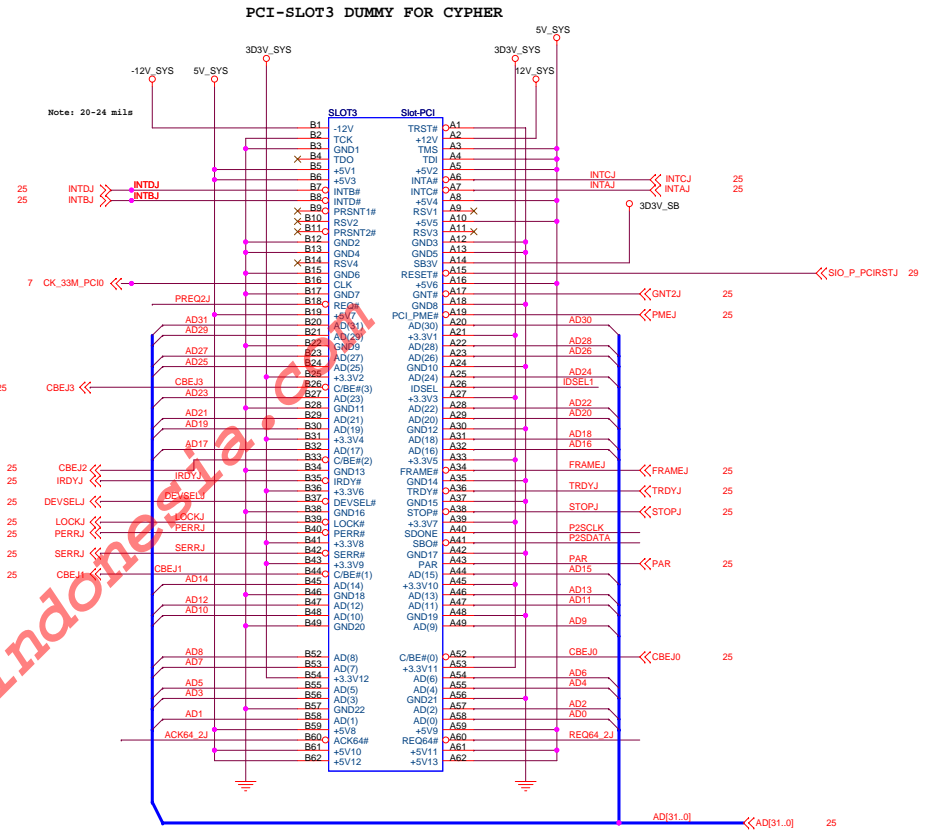 PCI-SLOT3 DUMMY FOR CYPHER
5V_SYS
3D3V_SYS 3D3V_SYS
-12V_SYS 5V_SYS 12V_SYS
Note: 20-24 mils
SLOT3 Slot-PCI
B1 -12V TRST# A1
B2 TCK +12V A2
B3 GND1 TMS A3
B4 TDO TDI A4
B5 +5V1 +5V2 A5
B6 +5V3 INTA# A6 INTCJ INTCJ 25
25 INTDJ INTDJ B7 INTB# INTC# A7 INTAJ INTAJ 25
25 INTBJ INTBJ B8 INTD# +5V4 A8
B9 PRSNT1# RSV1 A9 3D3V_SB
B10 RSV2 +5V5 A10
B11 PRSNT2# RSV3 A11
B12 GND2 GND3 A12
B13 GND4 GND5 A13
B14 RSV4 SB3V A14
B15 GND6 RESET# A15 SIO_P_PCIRSTJ 29
7 CK_33M_PCI0 B16 CLK +5V6 A16
B17 GND7 GNT# A17 GNT2J 25
PREQ2J B18 REQ# GND8 A18
B19 +5V7 PCI_PME# A19 PMEJ 25
AD31 B20 AD(31) AD(30) A20 AD30
AD29 B21 AD(29) +3.3V1 A21
B22 GND9 AD(28) A22 AD28
AD27 B23 AD(27) AD(26) A23 AD26
AD25 B24 AD(25) GND10 A24
B25 +3.3V2 AD(24) A25 AD24
25 CBEJ3 CBEJ3 B26 C/BE#(3) IDSEL A26 IDSEL1
AD23 B27 AD(23) +3.3V3 A27
B28 GND11 AD(22) A28 AD22
AD21 B29 AD(21) AD(20) A29 AD20
AD19 B30 AD(19) GND12 A30
B31 +3.3V4 AD(18) A31 AD18
AD17 B32 AD(17) AD(16) A32 AD16
25 CBEJ2 B33 C/BE#(2) +3.3V5 A33
B34 GND13 FRAME# A34 FRAMEJ FRAMEJ 25
25 IRDYJ IRDYJ B35 IRDY# GND14 A35
B36 +3.3V6 TRDY# A36 TRDYJ TRDYJ 25
25 DEVSELJ DEVSELJ B37 DEVSEL# GND15 A37
B38 GND16 STOP# A38 STOPJ STOPJ 25
25 LOCKJ LOCKJ B39 LOCK# +3.3V7 A39
25 PERRJ PERRJ B40 PERR# SDONE A40 P2SCLK
B41 +3.3V8 SBO# A41 P2SDATA
25 SERRJ SERRJ B42 SERR# GND17 A42
B43 +3.3V9 PAR A43 PAR PAR 25
25 CBEJ1 CBEJ1 B44 C/BE#(1) AD(15) A44 AD15
AD14 B45 AD(14) +3.3V10 A45
B46 GND18 AD(13) A46 AD13
AD12 B47 AD(12) AD(11) A47 AD11
AD10 B48 AD(10) GND19 A48
B49 GND20 AD(9) A49 AD9
AD8 B52 AD(8) C/BE#(0) A52 CBEJ0 CBEJ0 25
AD7 B53 AD(7) +3.3V11 A53
B54 +3.3V12 AD(6) A54 AD6
AD5 B55 AD(5) AD(4) A55 AD4
AD3 B56 AD(3) GND21 A56
B57 GND22 AD(2) A57 AD2
AD1 B58 AD(1) AD(0) A58 AD0
B59 +5V8 +5V9 A59
ACK64_2J B60 ACK64# REQ64# A60 REQ64_2J
B61 +5V10 +5V11 A61
B62 +5V12 +5V13 A62
AD[31..0] AD[31..0] 25
indonesia.com